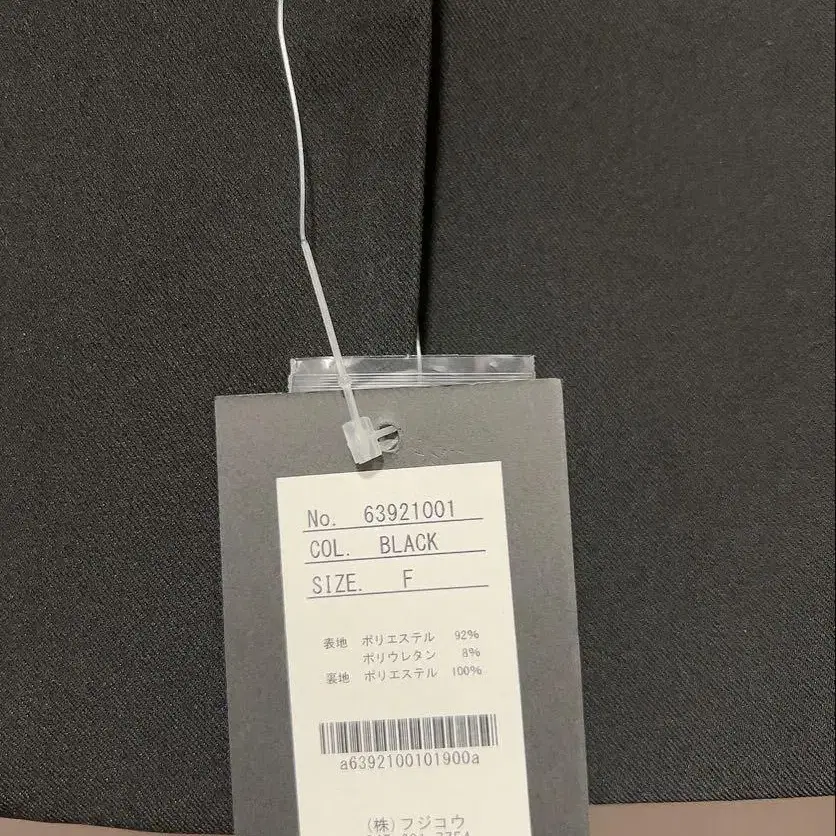 No. 63921001
COL. BLACK
SIZE. F
表地 ポリエステル 92%
ポリウレタン 8%
裏地 ポリエステル 100%
a6392100101900a
(株)フジコウ